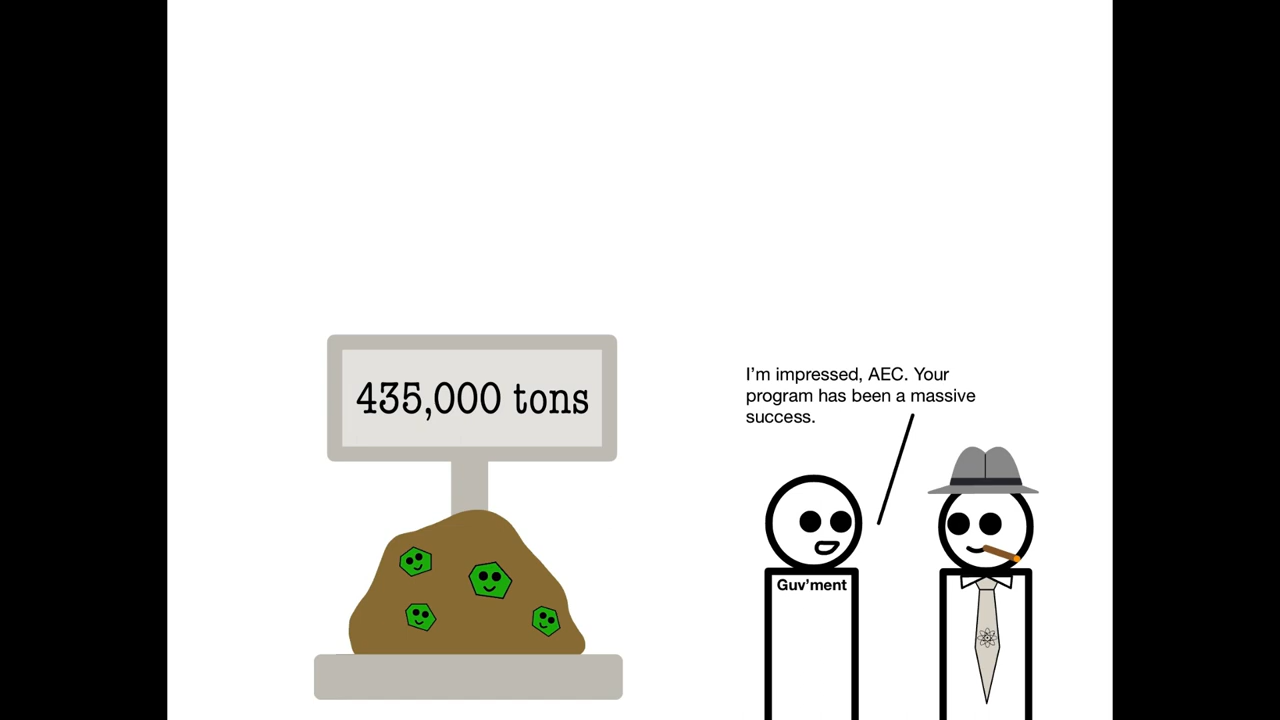 435,000 tons
I'm impressed, AEC. Your
program has been a massive
success.
Guv'ment